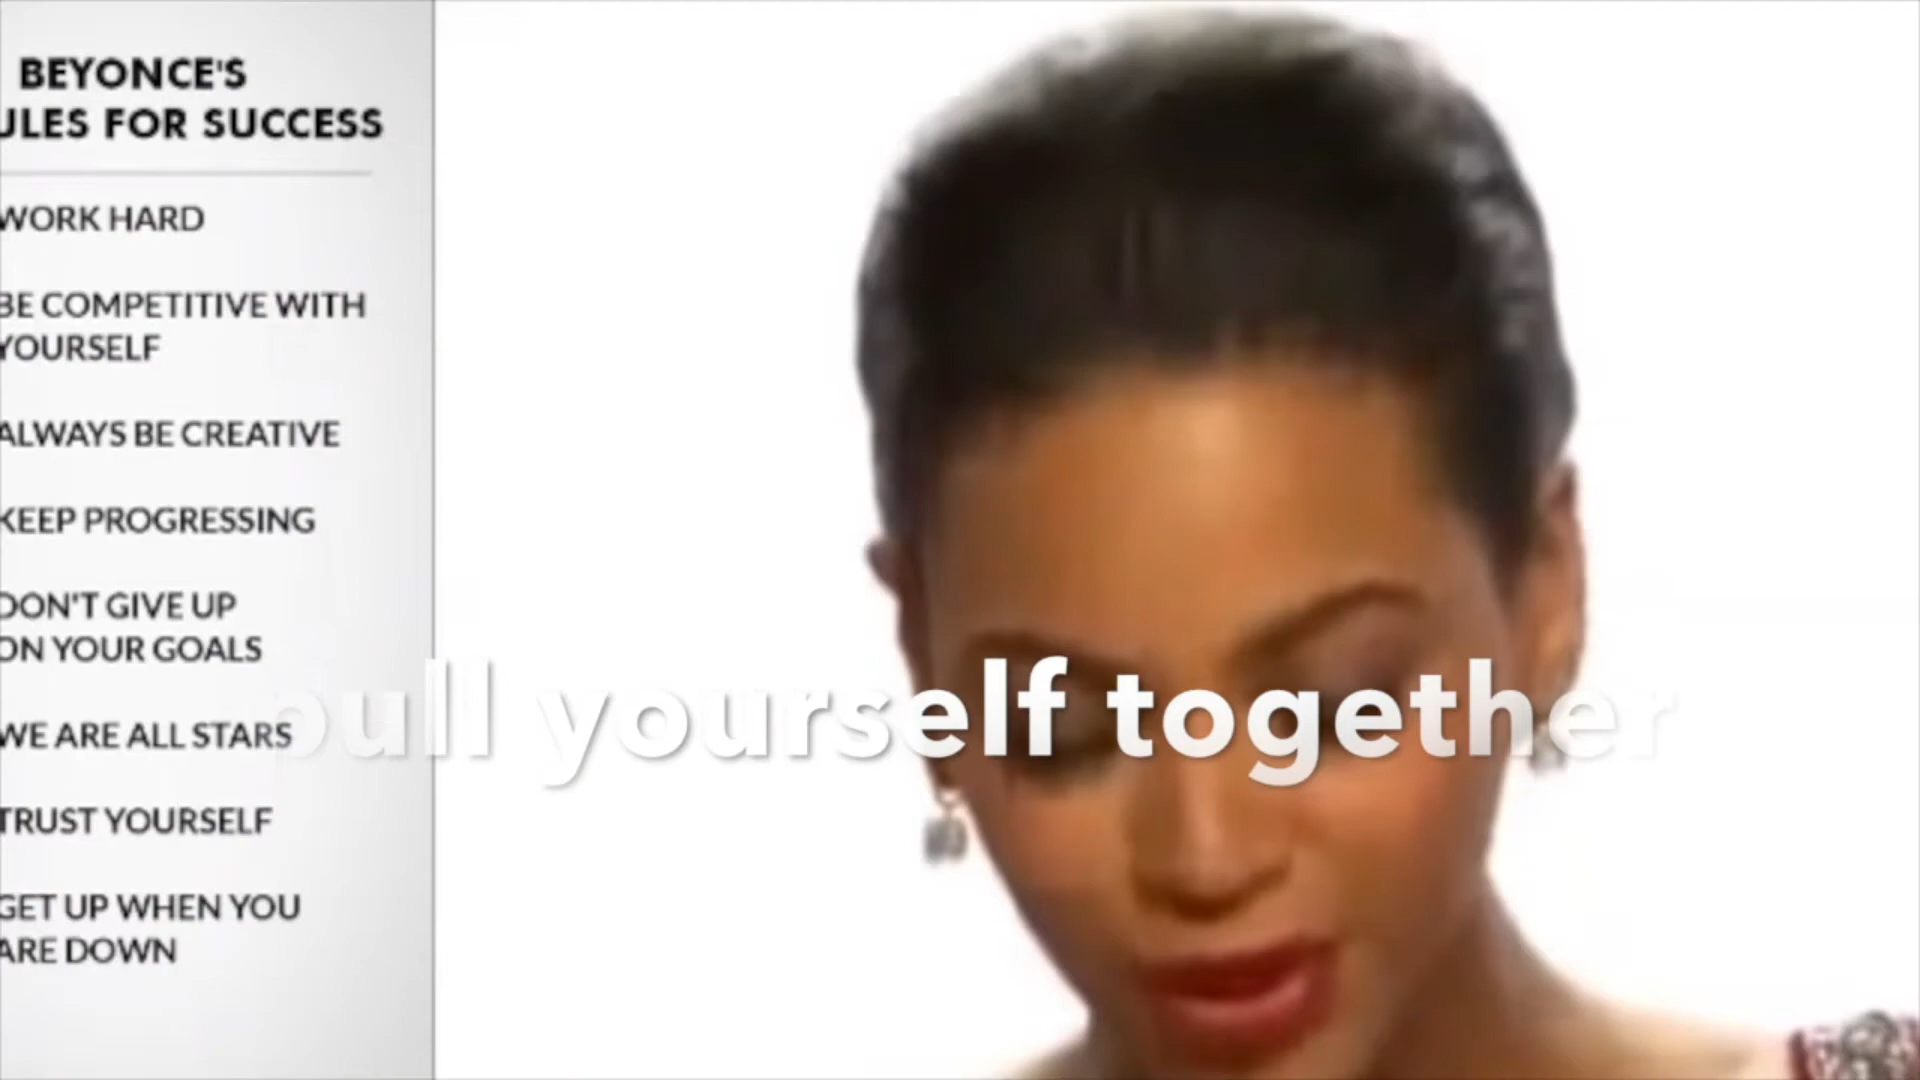 BEYONCE'S
ULES FOR SUCCESS
WORK HARD
BE COMPETITIVE WITH
YOURSELF
ALWAYS BE CREATIVE
KEEP PROGRESSING
DON'T GIVE UP
ON YOUR GOALS
WE ARE ALL STARS
TRUST YOURSELF
GET UP WHEN YOU
ARE DOWN
pull yourself together